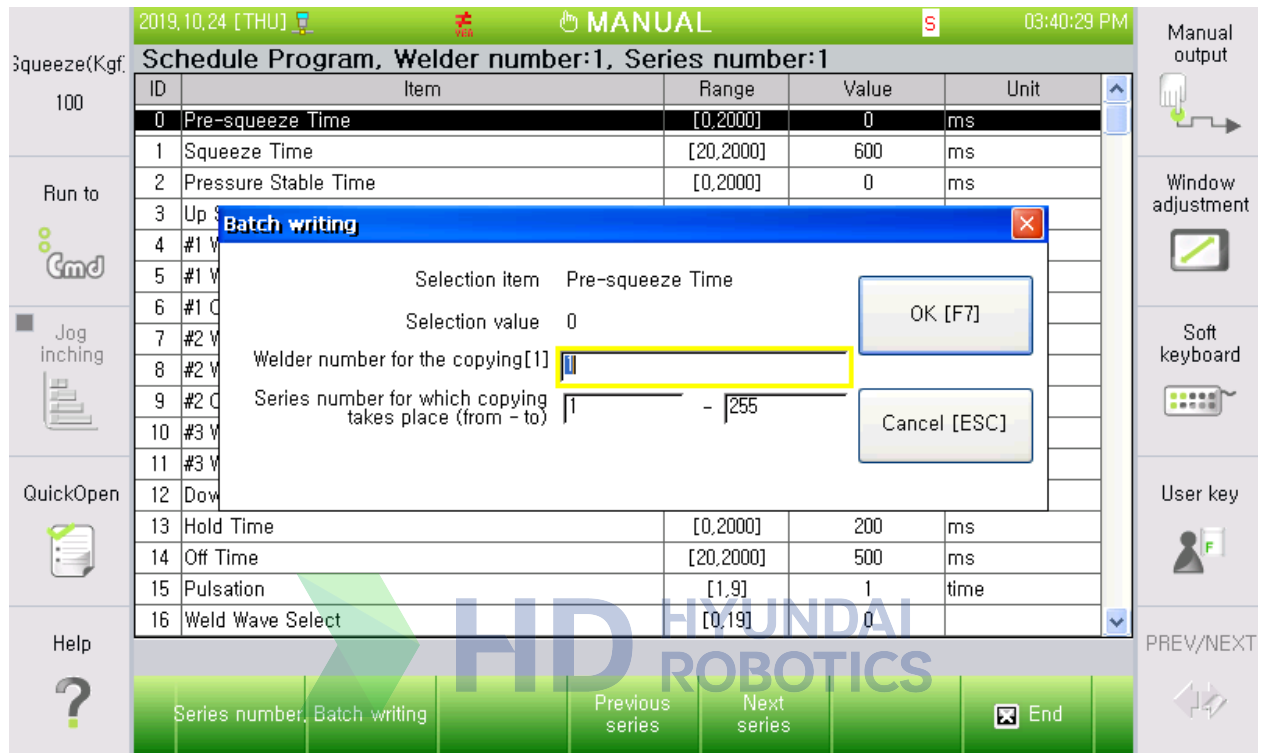 2019,10,24 [THU]
MANUAL
S
03:40:29 PM
Squeeze(Kgf)
100
Run to
Cmd
Jog
inching
QuickOpen
Help
Schedule Program, Welder number:1, Series number:1
ID Item Range Value Unit
0 Pre-squeeze Time [0,2000] 0 ms
1 Squeeze Time [20,2000] 600 ms
2 Pressure Stable Time [0,2000] 0 ms
3 Up
4 #1 W
5 #1 W
6 #1 C
7 #2 W
8 #2 W
9 #2 C
10 #3 W
11 #3 W
12 Dow
13 Hold Time [0,2000] 200 ms
14 Off Time [20,2000] 500 ms
15 Pulsation [1,9] 1 time
16 Weld Wave Select [0,19] 0
Batch writing
Selection item Pre-squeeze Time
Selection value 0
Welder number for the copying[1] 1
Series number for which copying
takes place (from - to) 1 - 255
OK [F7]
Cancel [ESC]
HD HYUNDAI
ROBOTICS
Series number, Batch writing
Previous
series
Next
series
End
Manual
output
Window
adjustment
Soft
keyboard
User key
F
PREV/NEXT